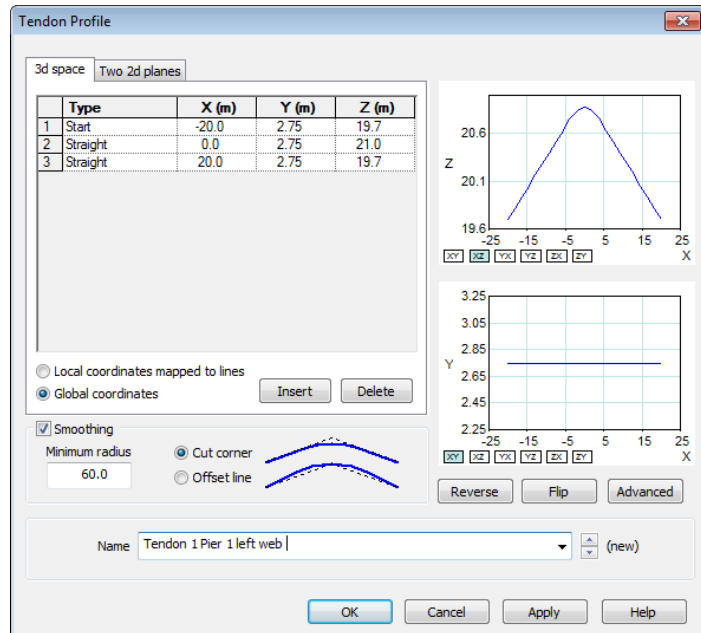 Tendon Profile
3d space Two 2d planes
Type X (m) Y (m) Z (m)
1 Start -20.0 2.75 19.7
2 Straight 0.0 2.75 21.0
3 Straight 20.0 2.75 19.7
Local coordinates mapped to lines
Global coordinates
Insert Delete
Smoothing
Minimum radius
60.0
Cut corner
Offset line
20.6
Z
20.1
19.6
-25 -15 -5 5 15 25
XY XZ YX YZ ZX ZY X
3.25
3.05
2.85
Y
2.65
2.45
2.25
-25 -15 -5 5 15 25
XY XZ YX YZ ZX ZY X
Reverse Flip Advanced
Name Tendon 1 Pier 1 left web (new)
OK Cancel Apply Help